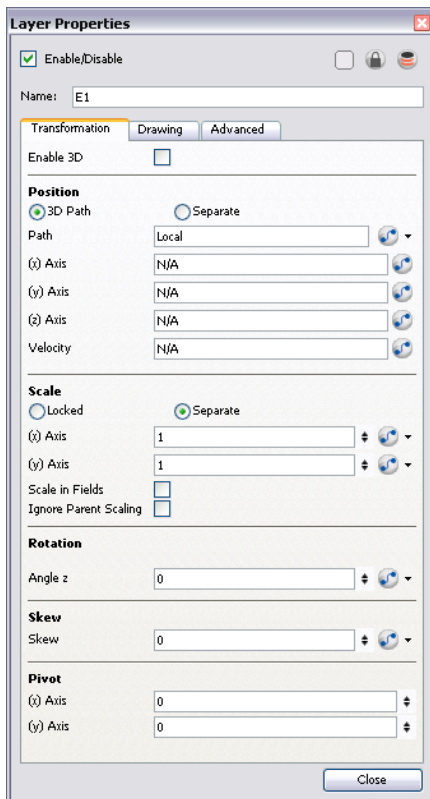 Layer Properties
Enable/Disable
Name: E1
Transformation Drawing Advanced
Enable 3D
Position
3D Path Separate
Path Local
(x) Axis N/A
(y) Axis N/A
(z) Axis N/A
Velocity N/A
Scale
Locked Separate
(x) Axis 1
(y) Axis 1
Scale in Fields
Ignore Parent Scaling
Rotation
Angle z 0
Skew
Skew 0
Pivot
(x) Axis 0
(y) Axis 0
Close